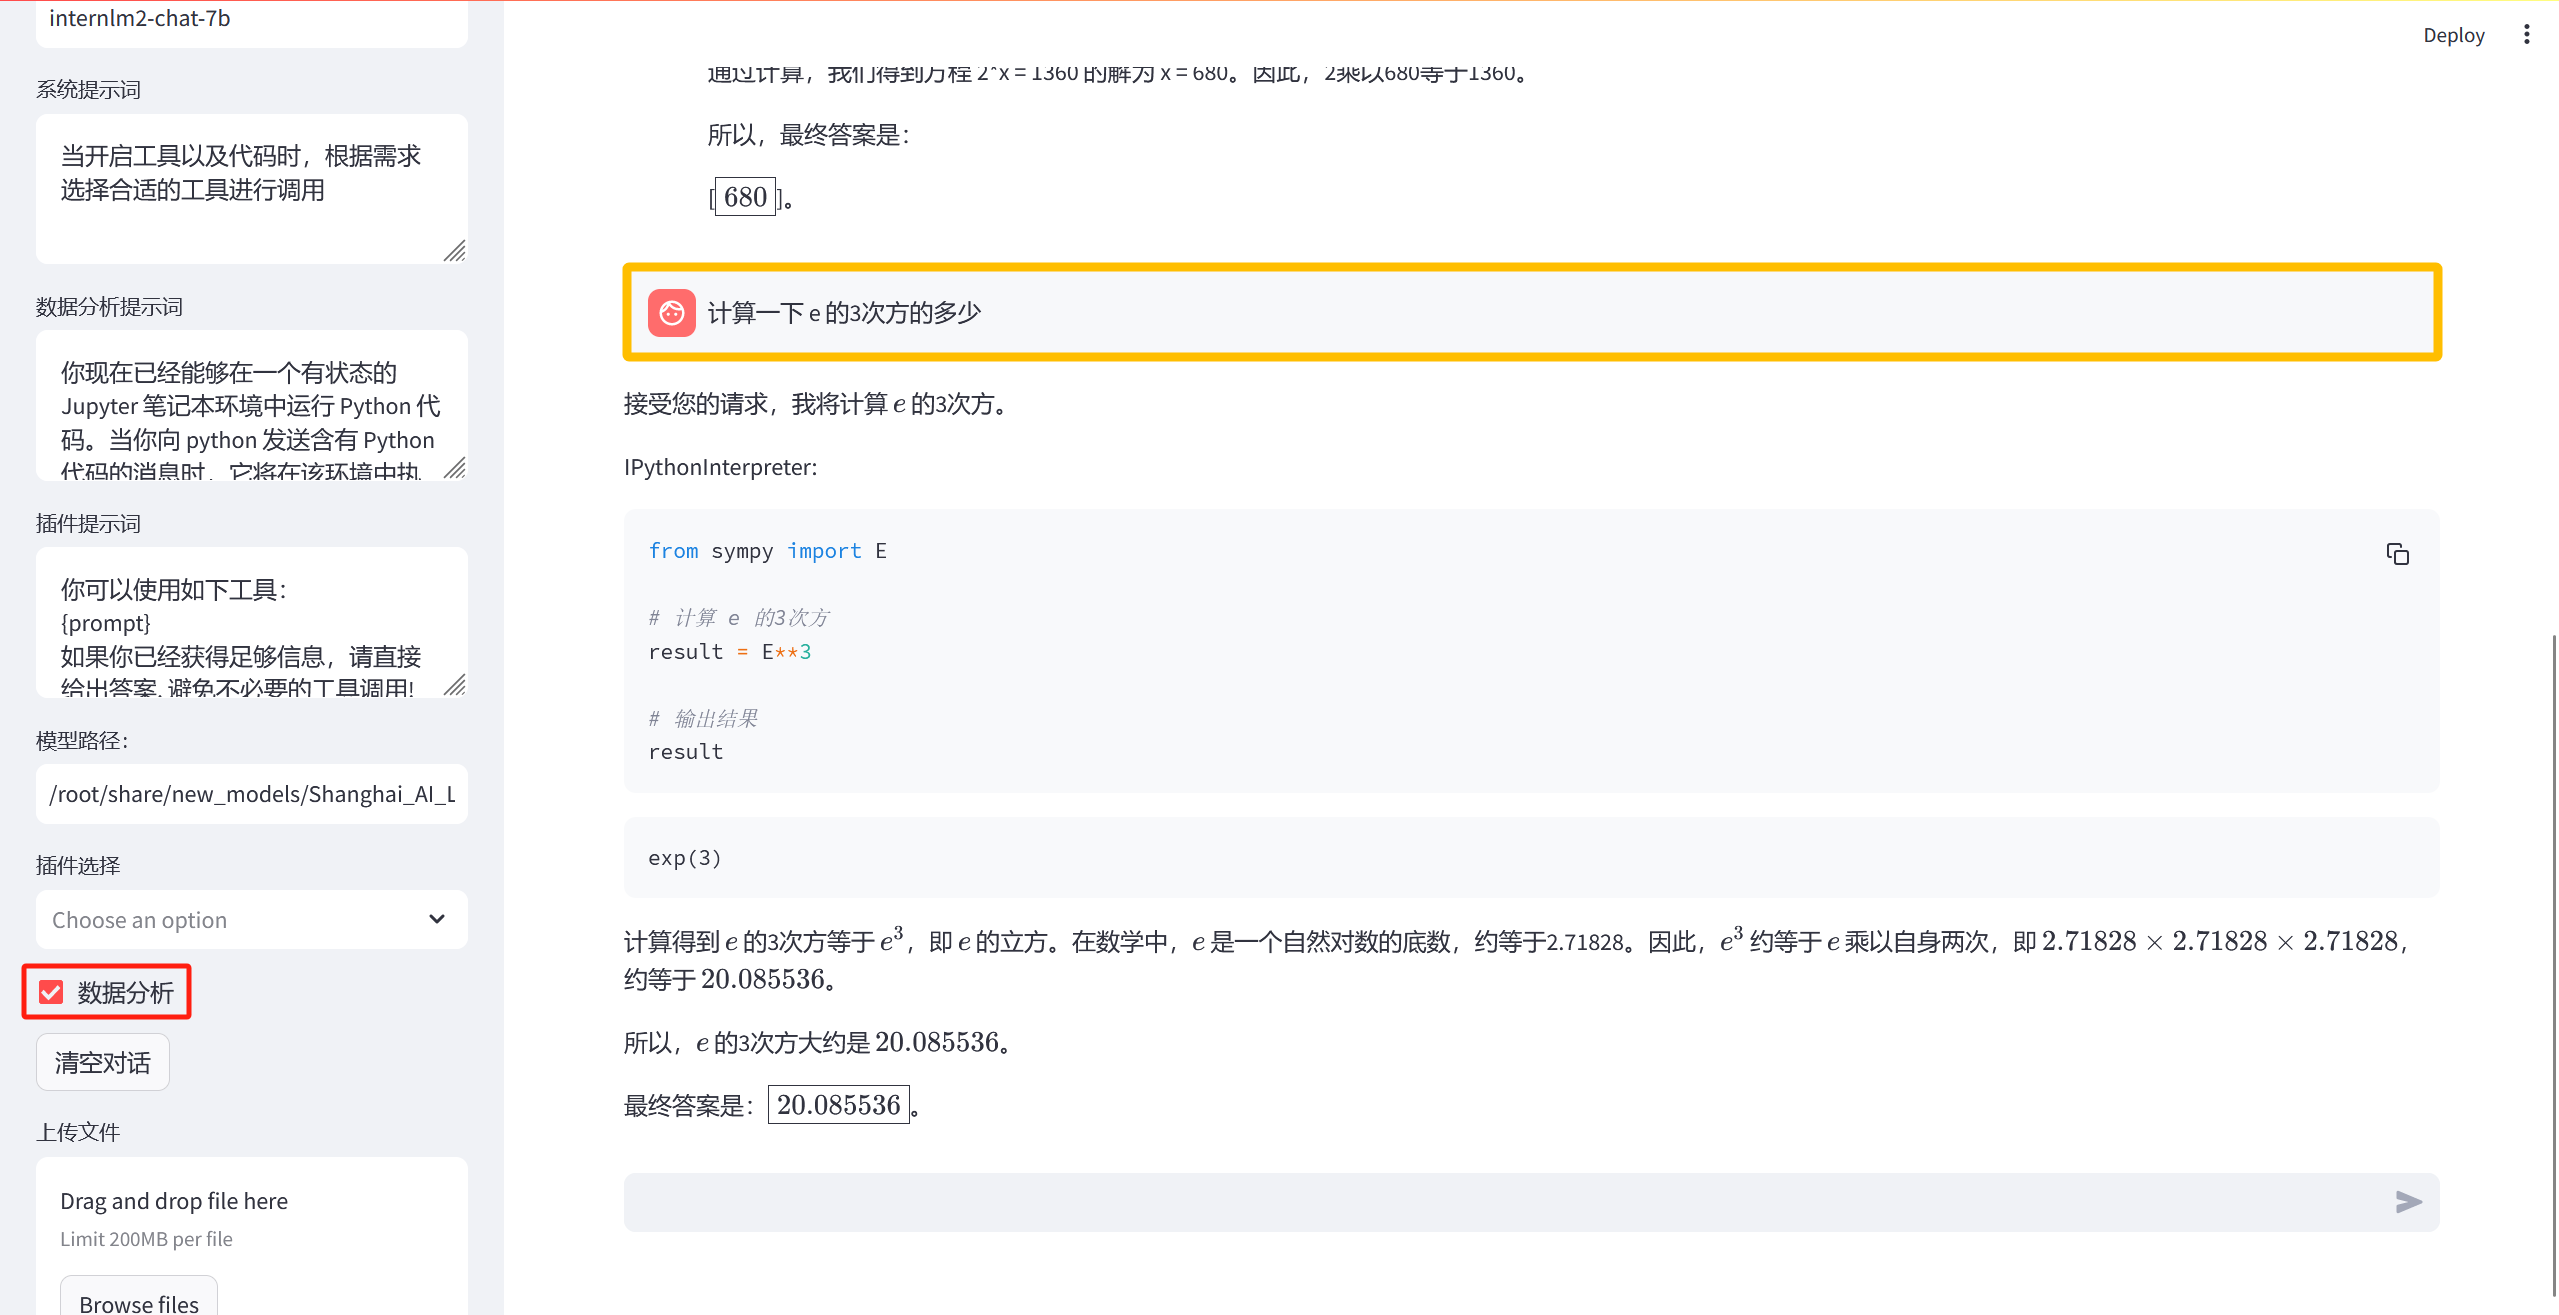 internlm2-chat-7b
系统提示词
当开启工具以及代码时，根据需求
选择合适的工具进行调用
数据分析提示词
你现在已经能够在一个有状态的
Jupyter 笔记本环境中运行 Python 代
码。当你向 python 发送含有 Python
代码的消息时，它将在该环境中执
插件提示词
你可以使用如下工具：
{prompt}
如果你已经获得足够信息，请直接
给出答案. 避免不必要的工具调用!
模型路径：
/root/share/new_models/Shanghai_AI_L
插件选择
Choose an option
数据分析
清空对话
上传文件
Drag and drop file here
Limit 200MB per file
Browse files
Deploy
通过计算，我们得到方程 2*x = 1360 的解为 x = 680。因此，2乘以680等于1360。
所以，最终答案是：
[680]。
计算一下 e 的3次方的多少
接受您的请求，我将计算 e 的3次方。
IPythonInterpreter:
from sympy import E
# 计算 e 的3次方
result = E**3
# 输出结果
result
exp(3)
计算得到 e 的3次方等于 e³，即 e 的立方。在数学中，e 是一个自然对数的底数，约等于2.71828。因此，e³ 约等于 e 乘以自身两次，即 2.71828 × 2.71828 × 2.71828，
约等于 20.085536。
所以，e 的3次方大约是 20.085536。
最终答案是：20.085536。